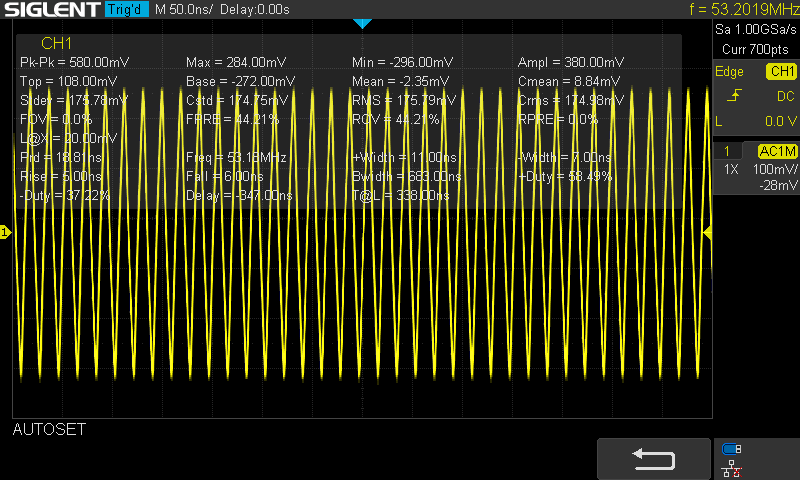 SIGLENT Trig'd M 50.0ns/ Delay:0.00s f = 53.2019MHz
Sa 1.00GSa/s
Curr 700pts
CH1
Pk-Pk = 580.00mV Max = 284.00mV Min = -296.00mV Ampl = 380.00mV
Top = 108.00mV Base = -272.00mV Mean = -2.35mV Cmean = 8.84mV
Stdev = 175.78mV Cstd = 174.75mV RMS = 175.79mV Crms = 174.98mV
FOV = 0.0% FPRE = 44.21% ROV = 44.21% RPRE = 0.0%
L@X = 20.00mV
Prd = 18.81ns Freq = 53.16MHz +Width = 11.00ns -Width = 7.00ns
Rise = 5.00ns Fall = 6.00ns Bwidth = 683.00ns +Duty = 58.49%
-Duty = 37.22% Delay = -347.00ns T@L = 338.00ns
Edge CH1
DC
L 0.0 V
1 AC1M
1X 100mV/
-28mV
1
AUTOSET